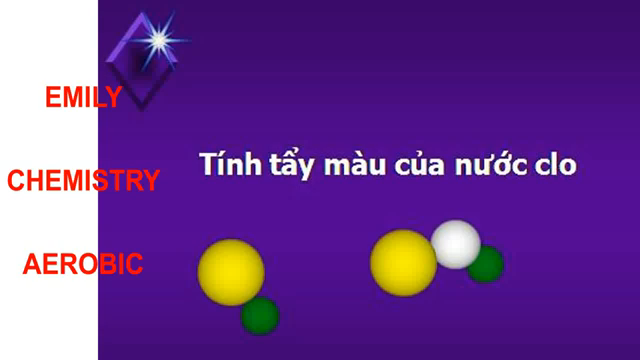 EMILY
Tính tẩy màu của nước clo
CHEMISTRY
AEROBIC